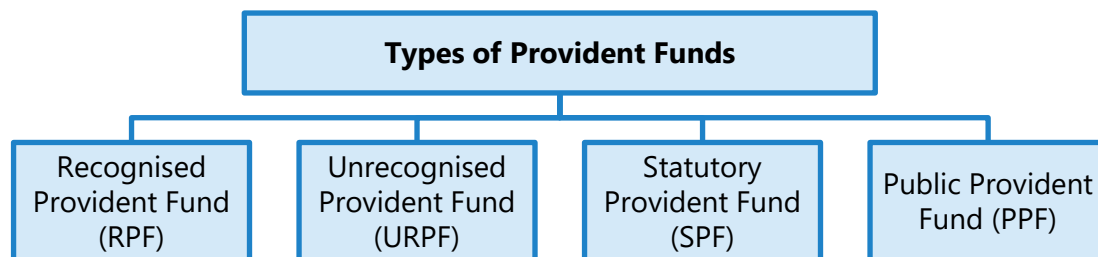 Types of Provident Funds
Recognised
Provident Fund
(RPF)
Unrecognised
Provident Fund
(URPF)
Statutory
Provident Fund
(SPF)
Public Provident
Fund (PPF)